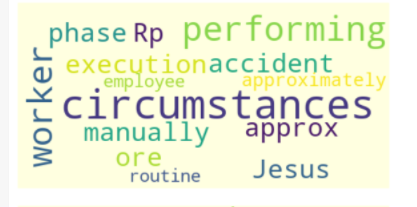 phase Rp performing
execution accident
employee approximately
worker
circumstances
manually approx
ore
routine Jesus